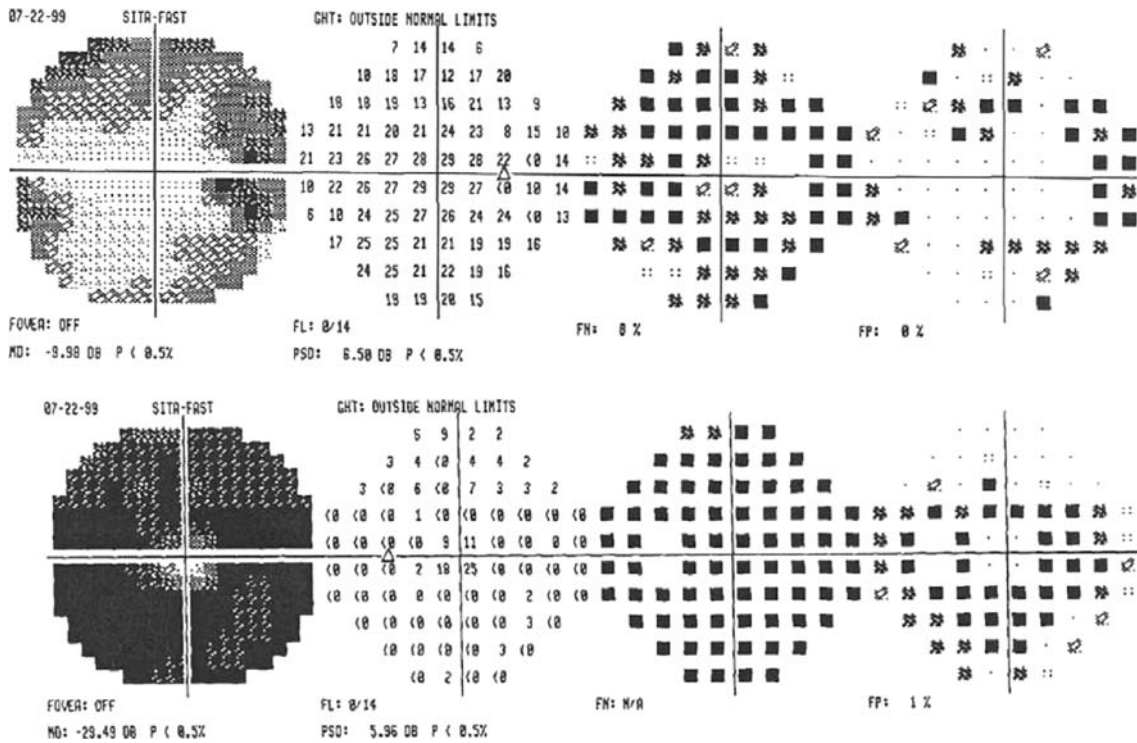 07-22-99 SITA-FAST GHT: OUTSIDE NORMAL LIMITS
7 14 14 6
10 18 17 12 17 20
18 18 19 13 16 21 13 9
13 21 21 20 21 24 23 8 15 10
21 23 26 27 28 29 28 22 <0 14
10 22 26 27 29 29 27 <0 10 14
6 10 24 25 27 26 24 24 <0 13
17 25 25 21 21 19 19 16
24 25 21 22 19 16
19 19 20 15
FOVEA: OFF FL: 0/14 FN: 8 % FP: 0 %
MD: -9.98 DB P < 0.5% PSD: 6.50 DB P < 0.5%
07-22-99 SITA-FAST GHT: OUTSIDE NORMAL LIMITS
6 9 2 2
3 4 <0 4 4 2
3 <0 6 <0 7 3 3 2
<0 <0 <0 1 <0 <0 <0 <0 <0 <0
<0 <0 <0 <0 9 11 <0 <0 0 <0
<0 <0 <0 2 18 25 <0 <0 <0 <0
<0 <0 <0 0 <0 <0 <0 2 <0 <0
<0 <0 <0 <0 <0 <0 3 <0
<0 <0 <0 <0 3 <0
<0 2 <0 <0
FOVEA: OFF FL: 0/14 FN: N/A FP: 1 %
MD: -29.49 DB P < 0.5% PSD: 5.96 DB P < 0.5%